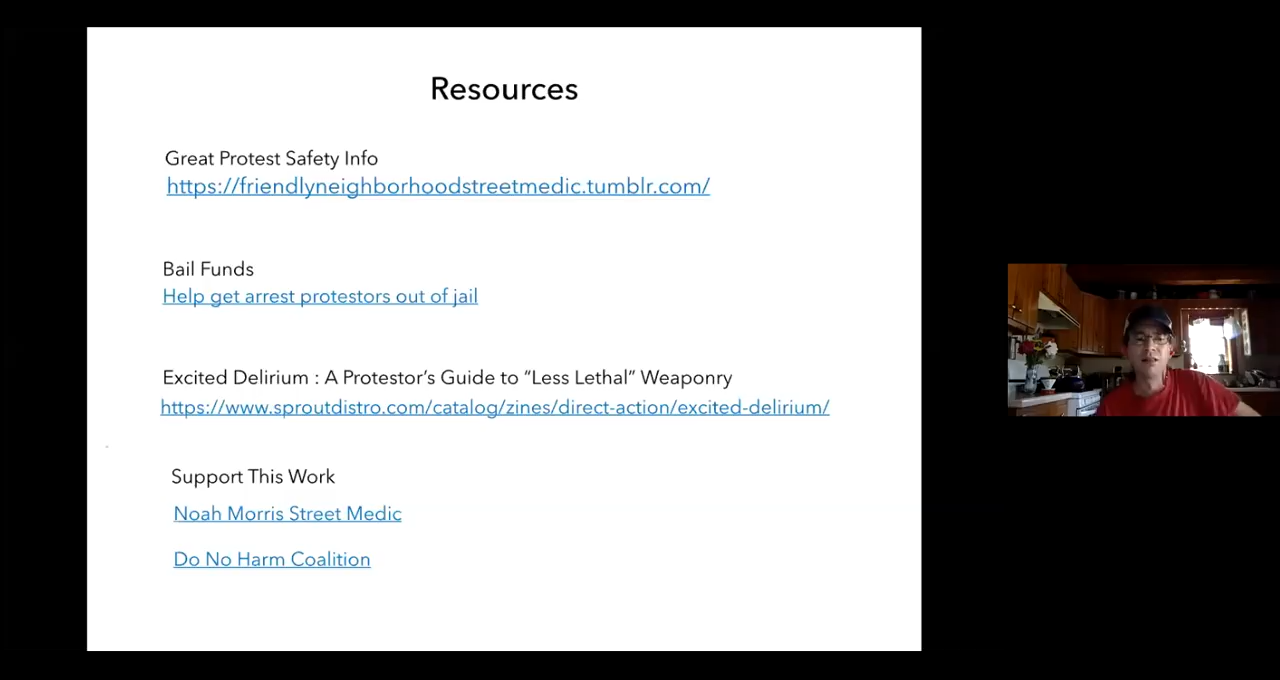 Resources
Great Protest Safety Info
https://friendlyneighborhoodstreetmedic.tumblr.com/
Bail Funds
Help get arrest protestors out of jail
Excited Delirium : A Protestor’s Guide to “Less Lethal” Weaponry
https://www.sproutdistro.com/catalog/zines/direct-action/excited-delirium/
Support This Work
Noah Morris Street Medic
Do No Harm Coalition